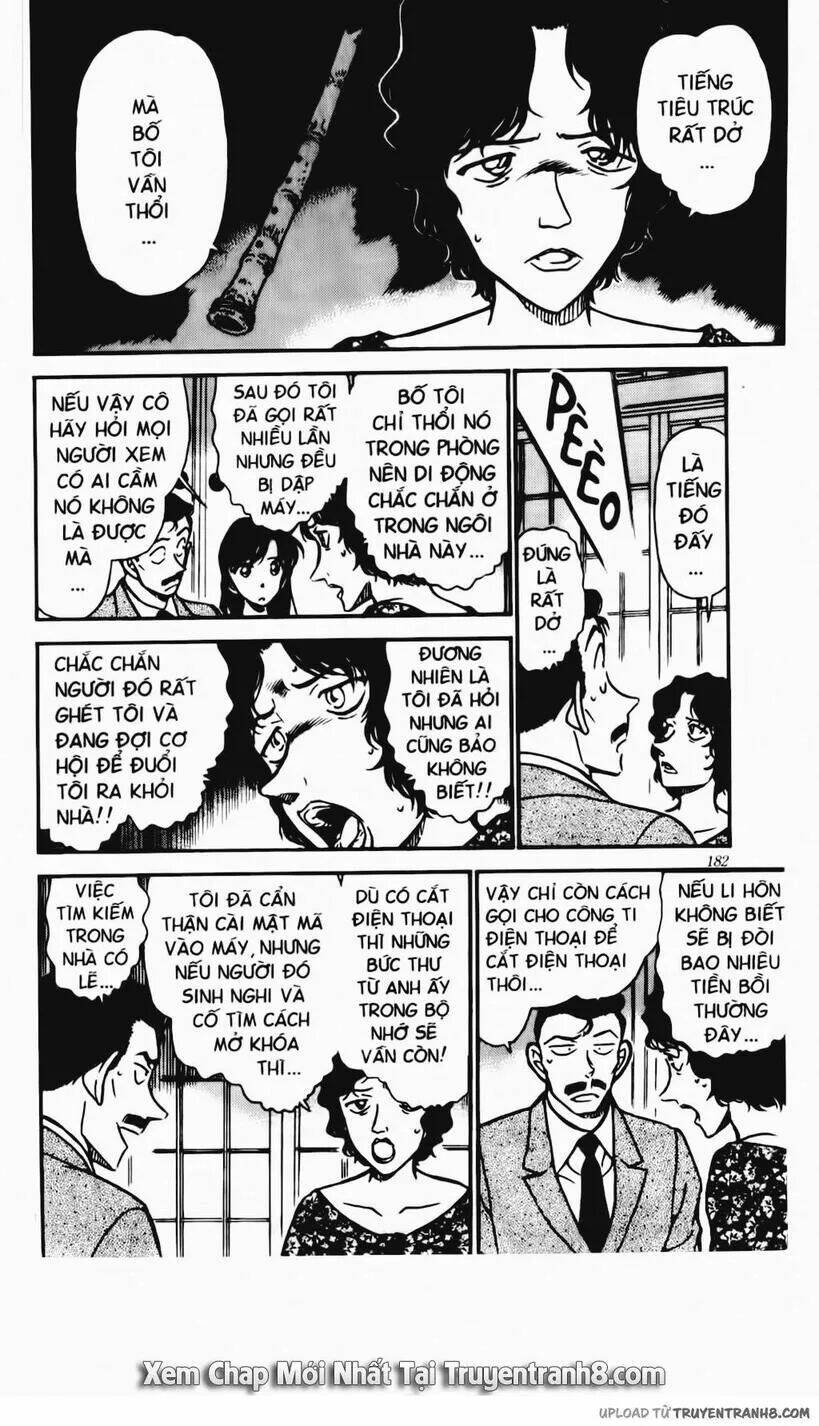 TIẾNG
TIÊU TRÚC
RẤT DỞ
...
MÀ
BỐ
TÔI
VẪN
THỔI
...
PÈÈÈO
LÀ
TIẾNG
ĐÓ
ĐẤY
...
ĐÚNG
LÀ
RẤT
DỞ
...
BỐ TÔI
CHỈ THỔI NÓ
TRONG PHÒNG
NÊN DI ĐỘNG
CHẮC CHẮN Ở
TRONG NGÔI
NHÀ NÀY...
SAU ĐÓ TÔI
ĐÃ GỌI RẤT
NHIỀU LẦN
NHƯNG ĐỀU
BỊ DẬP
MÁY...
NẾU VẬY CÔ
HÃY HỎI MỌI
NGƯỜI XEM
CÓ AI CẦM
NÓ KHÔNG
LÀ ĐƯỢC
MÀ
...
ĐƯƠNG
NHIÊN LÀ
TÔI ĐÃ HỎI
NHƯNG AI
CŨNG BẢO
KHÔNG
BIẾT!!
CHẮC CHẮN
NGƯỜI ĐÓ RẤT
GHÉT TÔI VÀ
ĐANG ĐỢI CƠ
HỘI ĐỂ ĐUỔI
TÔI RA KHỎI
NHÀ!!
182
NẾU LI HÔN
KHÔNG BIẾT
SẼ BỊ ĐÒI
BAO NHIÊU
TIỀN BỒI
THƯỜNG
ĐÂY...
VẬY CHỈ CÒN CÁCH
GỌI CHO CÔNG TI
ĐIỆN THOẠI ĐỂ
CẮT ĐIỆN THOẠI
THÔI...
DÙ CÓ CẮT
ĐIỆN THOẠI
THÌ NHỮNG
BỨC THƯ
TỪ ANH ẤY
TRONG BỘ
NHỚ SẼ
VẪN CÒN!
TÔI ĐÃ CẨN
THẬN CÀI MẬT MÃ
VÀO MÁY, NHƯNG
NẾU NGƯỜI ĐÓ
SINH NGHI VÀ
CỐ TÌM CÁCH
MỞ KHÓA
THÌ...
VIỆC
TÌM KIẾM
TRONG
NHÀ CÓ
LẼ...
Xem Chap Mới Nhất Tại Truyentranh8.com
UPLOAD TỪ TRUYENTRANH8.COM